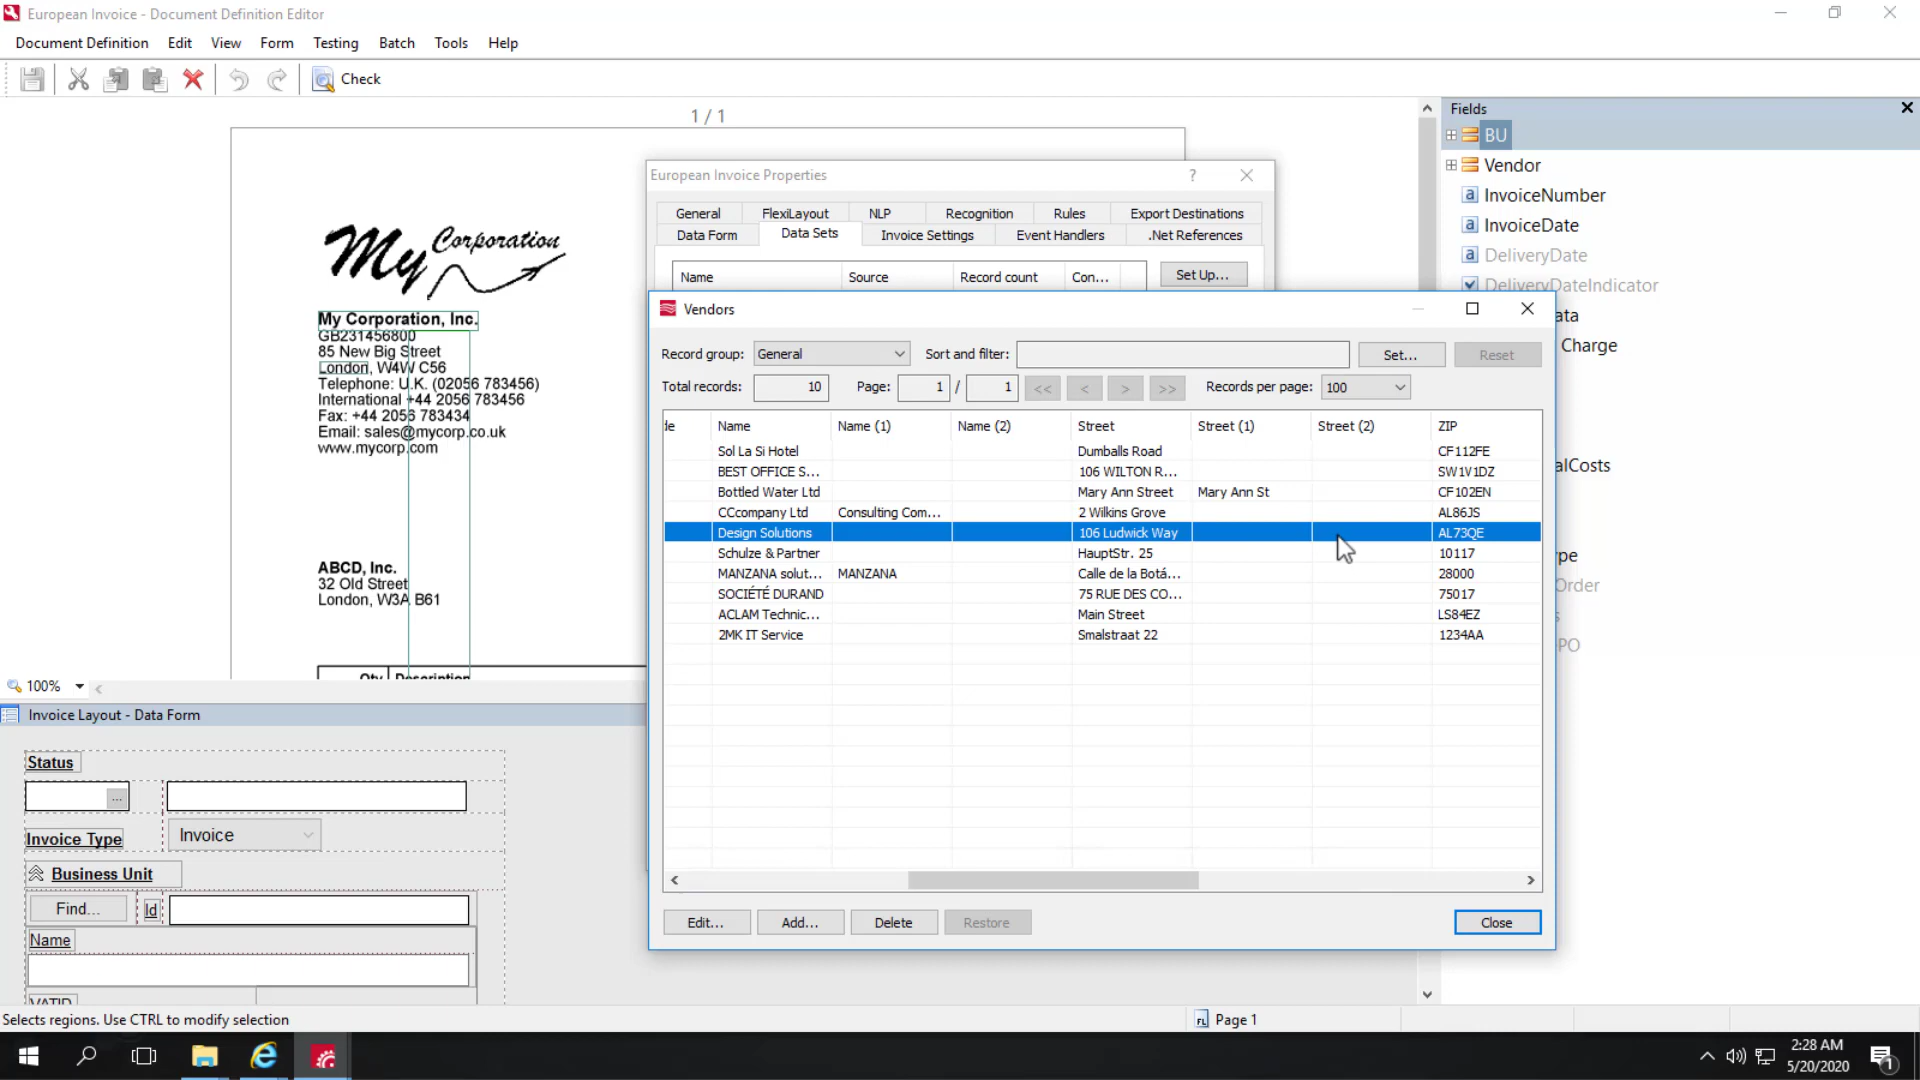 European Invoice - Document Definition Editor
Document Definition Edit View Form Testing Batch Tools Help
Check
1 / 1
My Corporation
My Corporation, Inc.
GB231456800
85 New Big Street
London, W4W C56
Telephone: U.K. (02056 783456)
International +44 2056 783456
Fax: +44 2056 783434
Email: sales@mycorp.co.uk
www.mycorp.com
ABCD, Inc.
32 Old Street
London, W3A B61
Qty Description
100%
European Invoice Properties ?
General FlexiLayout NLP Recognition Rules Export Destinations
Data Form Data Sets Invoice Settings Event Handlers .Net References
Name Source Record count Con... Set Up...
Vendors
Record group: General Sort and filter: Set... Reset
Total records: 10 Page: 1 / 1 << < > >> Records per page: 100
de Name Name (1) Name (2) Street Street (1) Street (2) ZIP
Sol La Si Hotel Dumballs Road CF112FE
BEST OFFICE S... 106 WILTON R... SW1V1DZ
Bottled Water Ltd Mary Ann Street Mary Ann St CF102EN
CCcompany Ltd Consulting Com... 2 Wilkins Grove AL86JS
Design Solutions 106 Ludwick Way AL73QE
Schulze & Partner HauptStr. 25 10117
MANZANA solut... MANZANA Calle de la Botá... 28000
SOCIÉTÉ DURAND 75 RUE DES CO... 75017
ACLAM Technic... Main Street LS84EZ
2MK IT Service Smalstraat 22 1234AA
Edit... Add... Delete Restore Close
Fields
BU
Vendor
InvoiceNumber
InvoiceDate
DeliveryDate
DeliveryDateIndicator
ata
Charge
alCosts
pe
Order
s
PO
Invoice Layout - Data Form
Status
...
Invoice Type Invoice
Business Unit
Find... Id
Name
VATID
Selects regions. Use CTRL to modify selection
Page 1
2:28 AM
5/20/2020
1